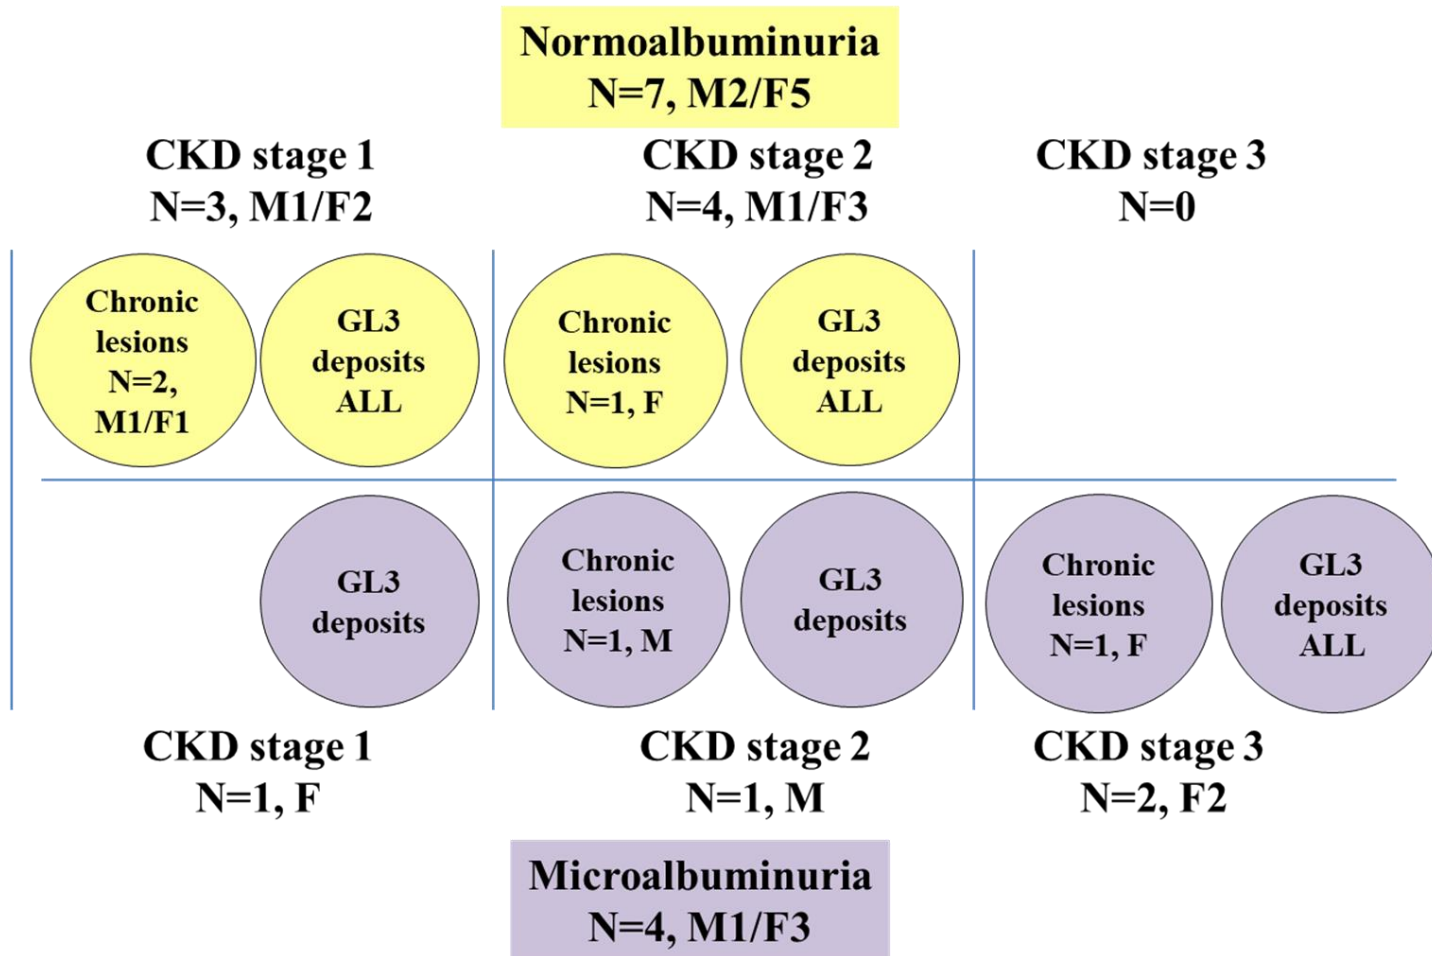 Normoalbuminuria
N=7, M2/F5
CKD stage 1
N=3, M1/F2
CKD stage 2
N=4, M1/F3
CKD stage 3
N=0
Chronic
lesions
N=2,
M1/F1
GL3
deposits
ALL
Chronic
lesions
N=1, F
GL3
deposits
ALL
GL3
deposits
Chronic
lesions
N=1, M
GL3
deposits
Chronic
lesions
N=1, F
GL3
deposits
ALL
CKD stage 1
N=1, F
CKD stage 2
N=1, M
CKD stage 3
N=2, F2
Microalbuminuria
N=4, M1/F3